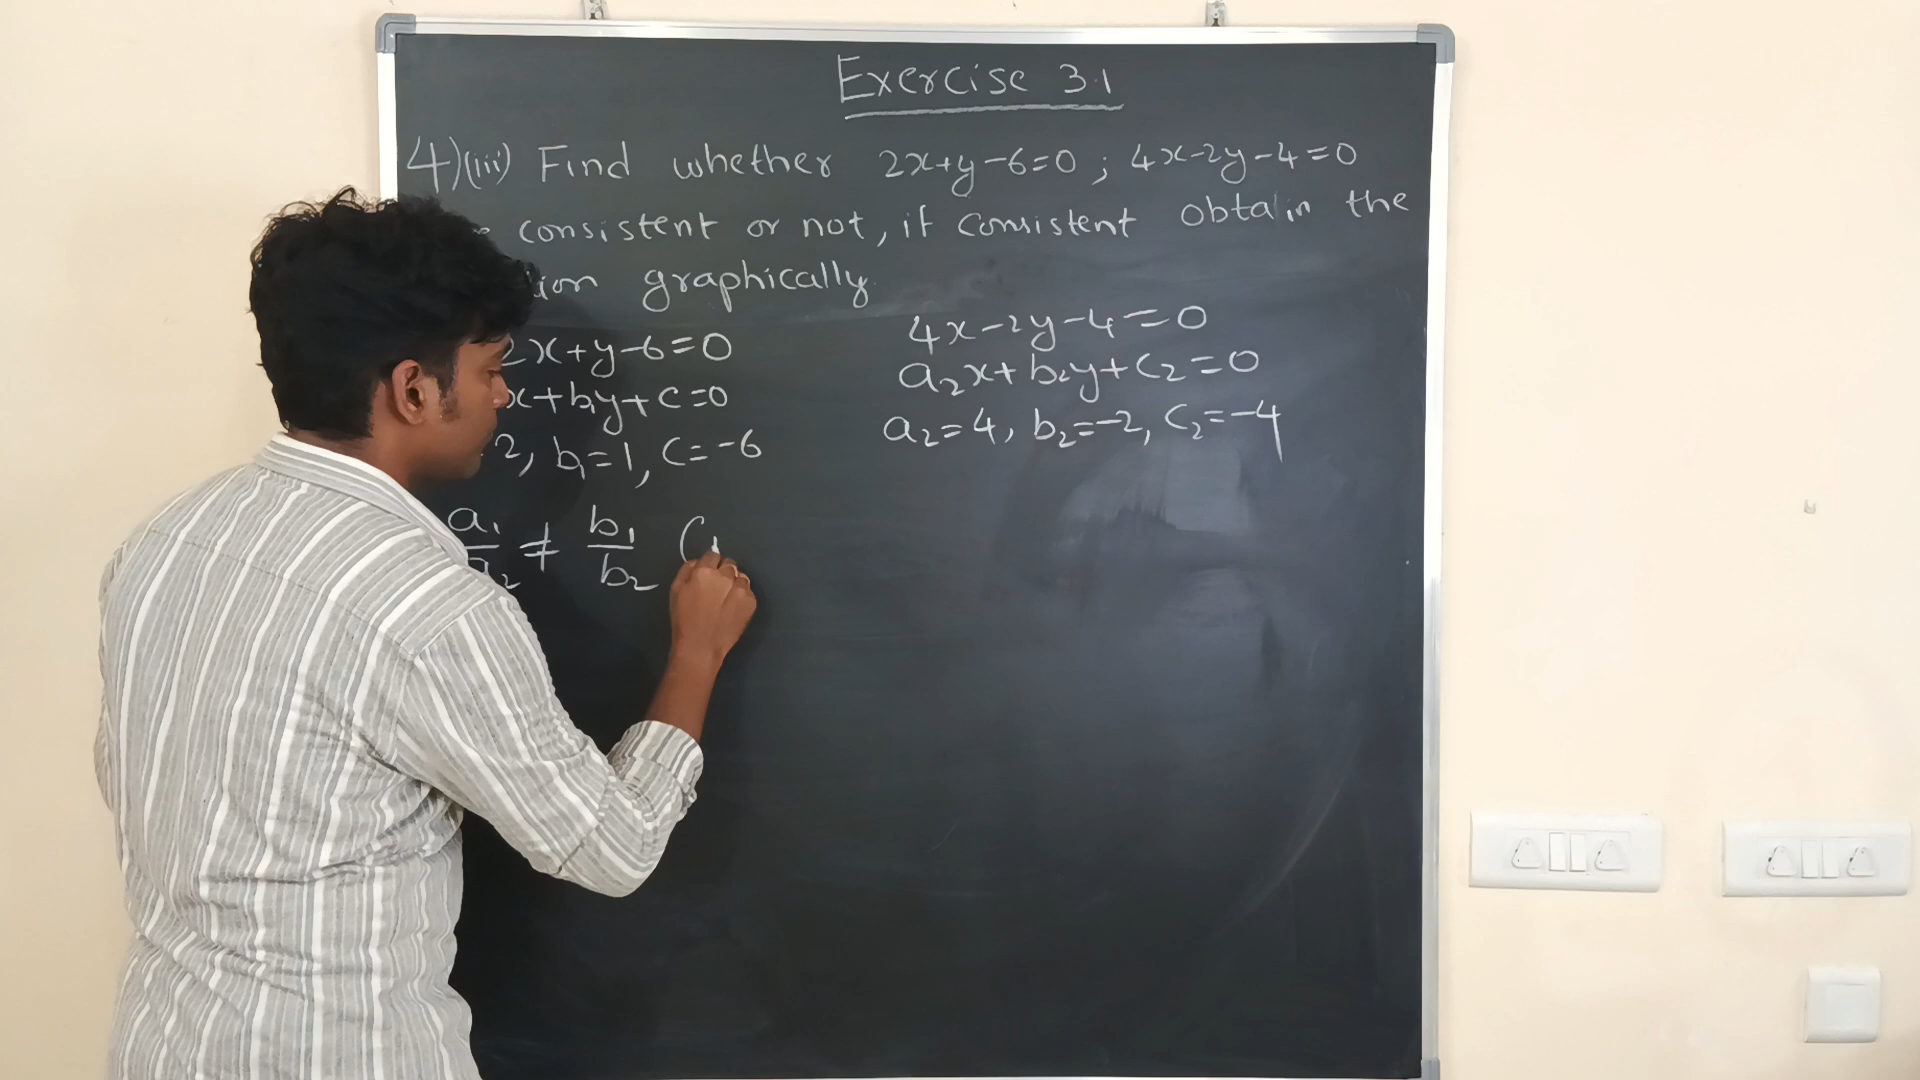 Exercise 3.1
4)(iii) Find whether 2x+y-6=0 ; 4x-2y-4=0
consistent or not, if consistent obtain the
graphically
2x+y-6=0
x+b₁y+c=0
2, b₁=1, c=-6
a₁/a₂ ≠ b₁/b₂
4x-2y-4=0
a₂x+b₂y+c₂=0
a₂=4, b₂=-2, c₂=-4